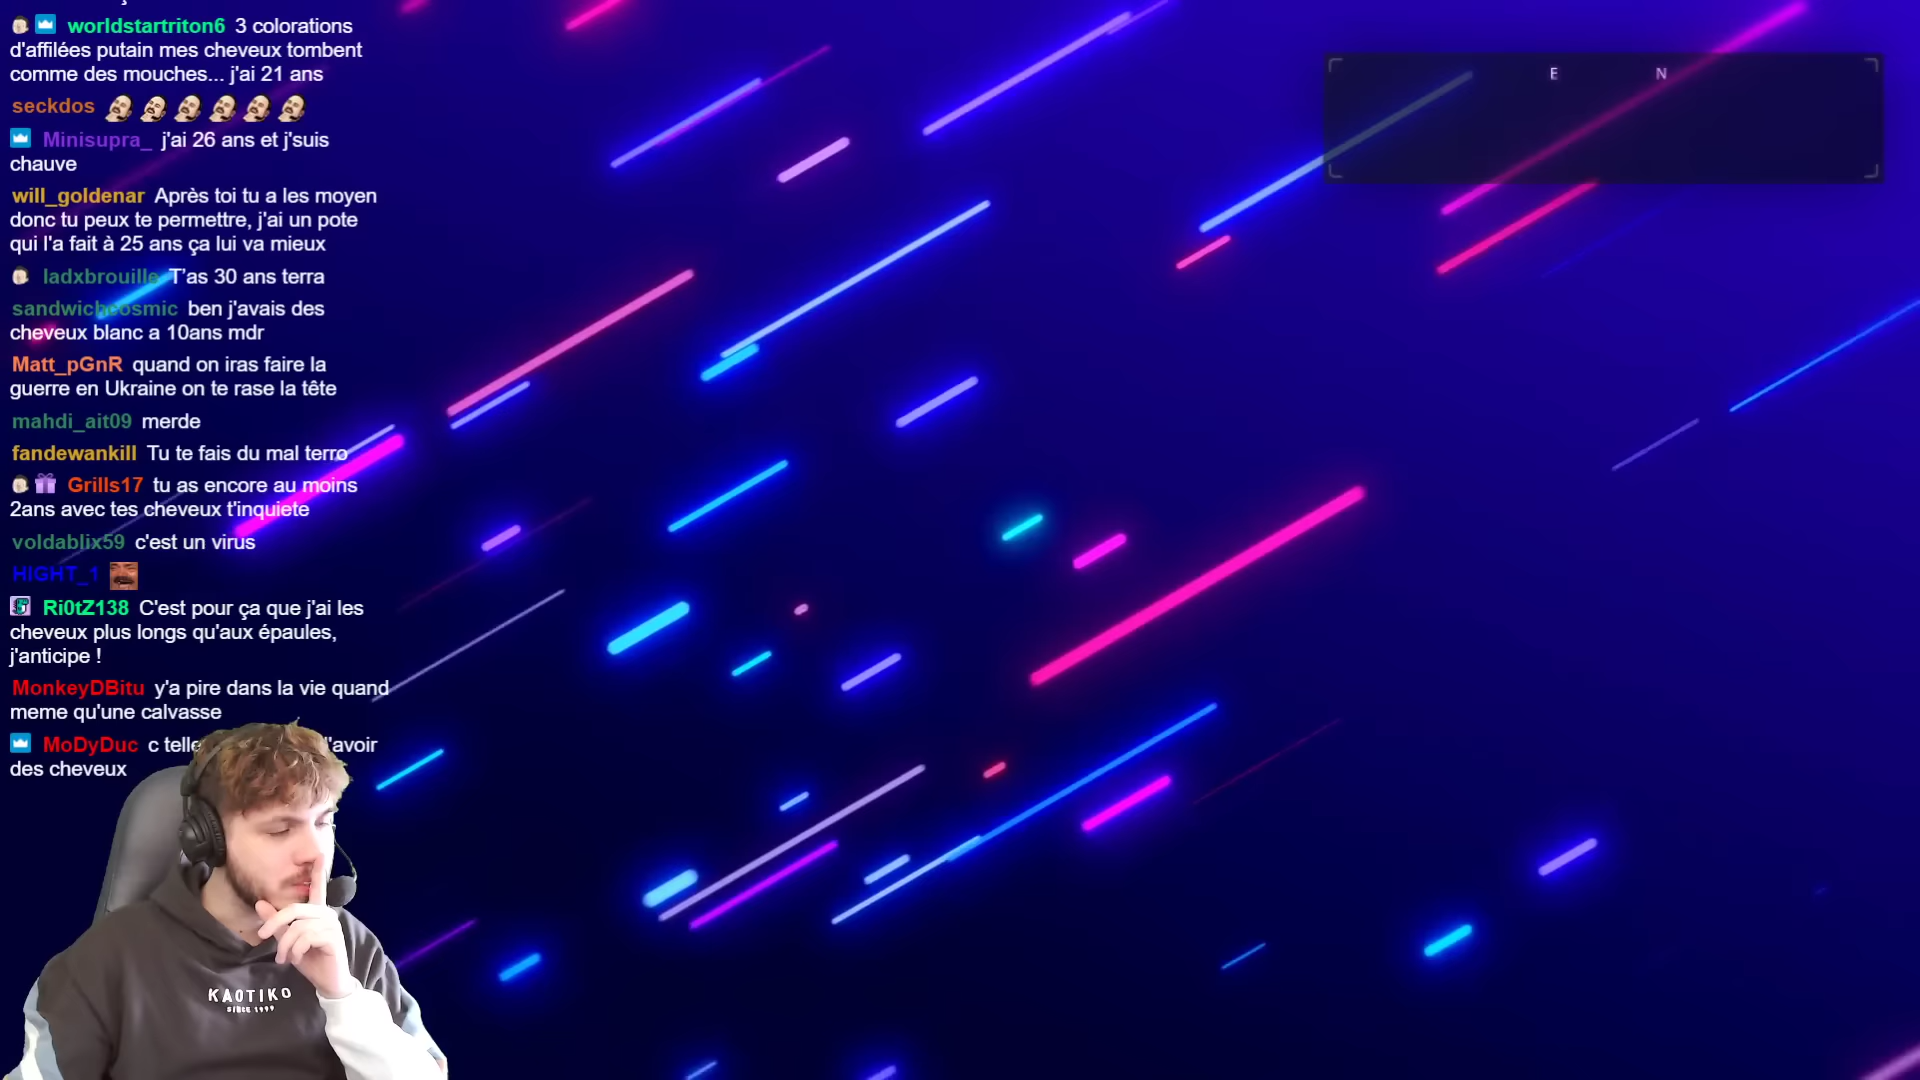 worldstartriton6 3 colorations
d'affilées putain mes cheveux tombent
comme des mouches... j'ai 21 ans
seckdos
Minisupra_ j'ai 26 ans et j'suis
chauve
will_goldenar Après toi tu a les moyen
donc tu peux te permettre, j'ai un pote
qui l'a fait à 25 ans ça lui va mieux
ladxbrouille T'as 30 ans terra
sandwichcosmic ben j'avais des
cheveux blanc a 10ans mdr
Matt_pGnR quand on iras faire la
guerre en Ukraine on te rase la tête
mahdi_ait09 merde
fandewankill Tu te fais du mal terro
Grills17 tu as encore au moins
2ans avec tes cheveux t'inquiete
voldablix59 c'est un virus
HIGHT_1
Ri0tZ138 C'est pour ça que j'ai les
cheveux plus longs qu'aux épaules,
j'anticipe !
MonkeyDBitu y'a pire dans la vie quand
meme qu'une calvasse
MoDyDuc c telle d'avoir
des cheveux
E N
KAOTIKO
SINCE 1999